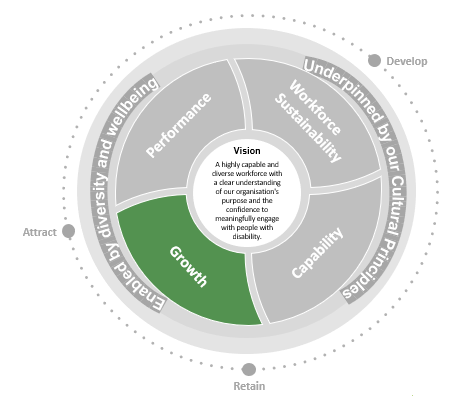 Develop
Underpinned by our Cultural Principles
Enabled by diversity and wellbeing
Performance
Workforce
Sustainability
Vision
A highly capable and
diverse workforce with
a clear understanding
of our organisation's
purpose and the
confidence to
meaningfully engage
with people with
disability.
Attract
Growth
Capability
Retain